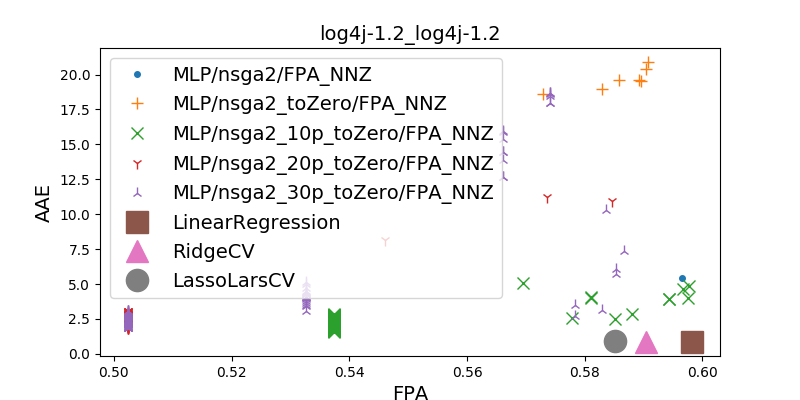 log4j-1.2_log4j-1.2
MLP/nsga2/FPA_NNZ
MLP/nsga2_toZero/FPA_NNZ
MLP/nsga2_10p_toZero/FPA_NNZ
MLP/nsga2_20p_toZero/FPA_NNZ
MLP/nsga2_30p_toZero/FPA_NNZ
LinearRegression
RidgeCV
LassoLarsCV
AAE
20.0
17.5
15.0
12.5
10.0
7.5
5.0
2.5
0.0
0.50 0.52 0.54 0.56 0.58 0.60
FPA